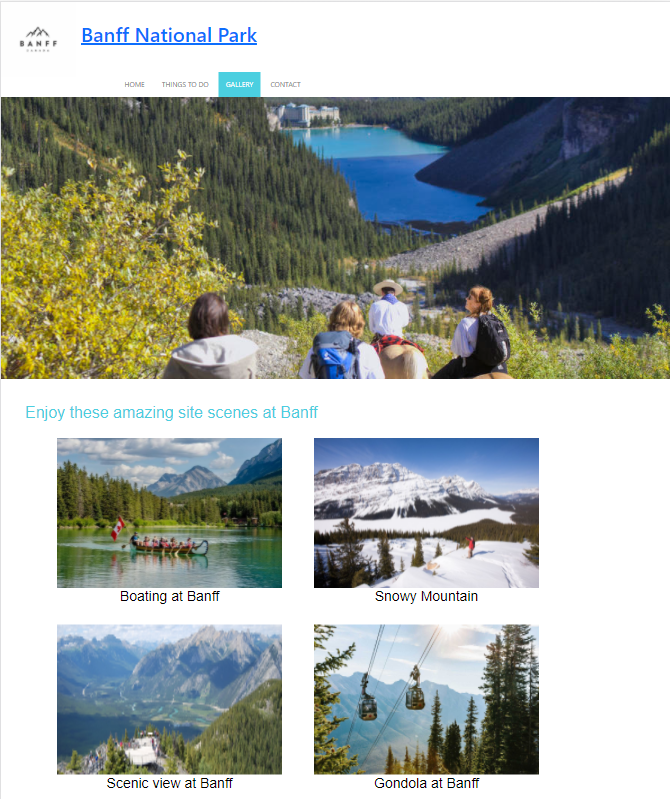 BANFF
CANADA
Banff National Park
HOME THINGS TO DO GALLERY CONTACT
Enjoy these amazing site scenes at Banff
Boating at Banff Snowy Mountain
Scenic view at Banff Gondola at Banff